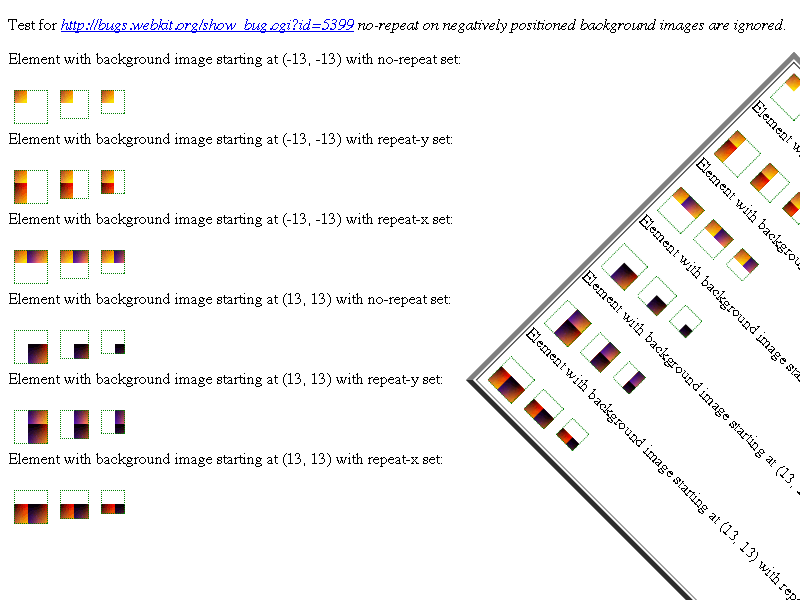 Test for http://bugs.webkit.org/show_bug.cgi?id=5399 no-repeat on negatively positioned background images are ignored.
Element with background image starting at (-13, -13) with no-repeat set:
Element with background image starting at (-13, -13) with repeat-y set:
Element with background image starting at (-13, -13) with repeat-x set:
Element with background image starting at (13, 13) with no-repeat set:
Element with background image starting at (13, 13) with repeat-y set:
Element with background image starting at (13, 13) with repeat-x set:
Element
Element with
Element with background image
Element with background image starting at (13,
Element with background image starting at (13, 13) with